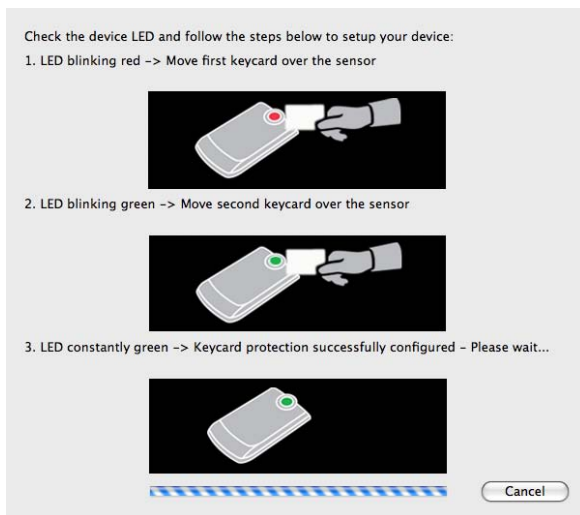 Check the device LED and follow the steps below to setup your device:
1. LED blinking red -> Move first keycard over the sensor
2. LED blinking green -> Move second keycard over the sensor
3. LED constantly green -> Keycard protection successfully configured - Please wait...
Cancel